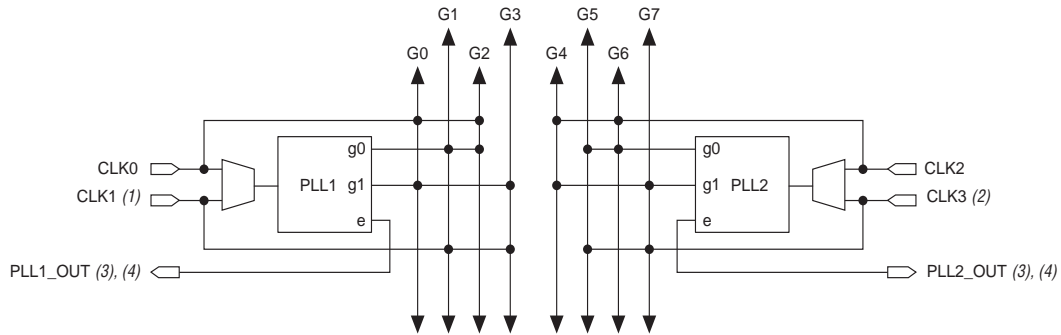 G1 G3 G5 G7
G0 G2 G4 G6
g0 g0
CLK0 CLK2
PLL1 g1 g1 PLL2
CLK1 (1) CLK3 (2)
e e
PLL1_OUT (3), (4) PLL2_OUT (3), (4)